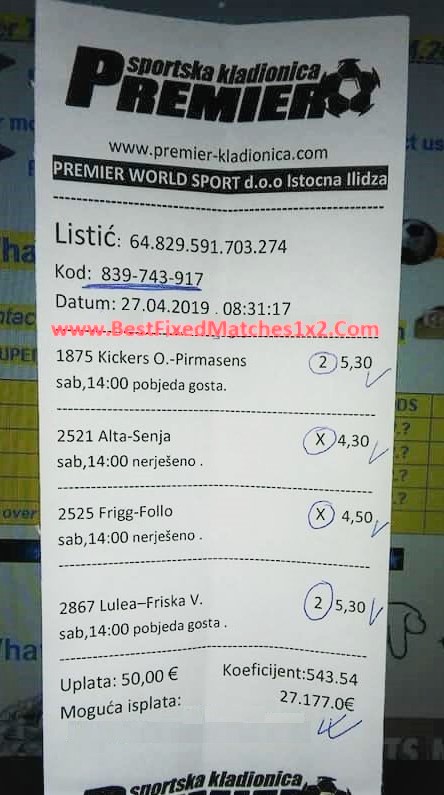 sportska kladionica
PREMIER
www.premier-kladionica.com
PREMIER WORLD SPORT d.o.o Istocna Ilidza
Listić: 64.829.591.703.274
Kod: 839-743-917
Datum: 27.04.2019 . 08:31:17
www.BestFixedMatches1x2.Com
1875 Kickers O.-Pirmasens 2 5,30
sab,14:00 pobjeda gosta.
2521 Alta-Senja X 4,30
sab,14:00 nerješeno .
2525 Frigg-Follo X 4,50
sab,14:00 nerješeno .
2867 Lulea–Friska V. 2 5,30
sab,14:00 pobjeda gosta .
Uplata: 50,00 € Koeficijent:543.54
Moguća isplata: 27.177.0€
sportska kladionica
PREMIER